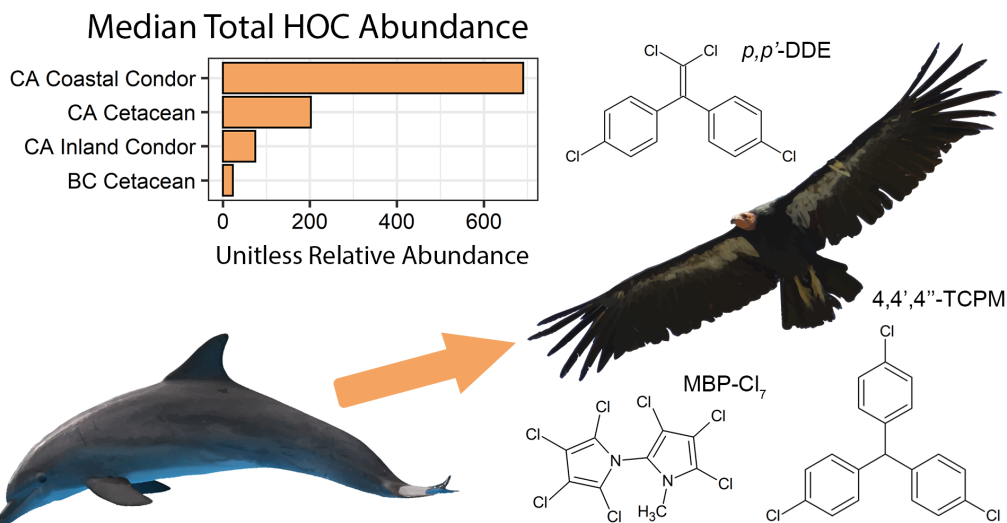 Median Total HOC Abundance
CA Coastal Condor
CA Cetacean
CA Inland Condor
BC Cetacean
0 200 400 600
Unitless Relative Abundance
Cl Cl
p,p'-DDE
Cl Cl
4,4',4"-TCPM
Cl
Cl Cl
MBP-Cl₇
Cl Cl
Cl Cl
N
N
Cl Cl
Cl H₃C